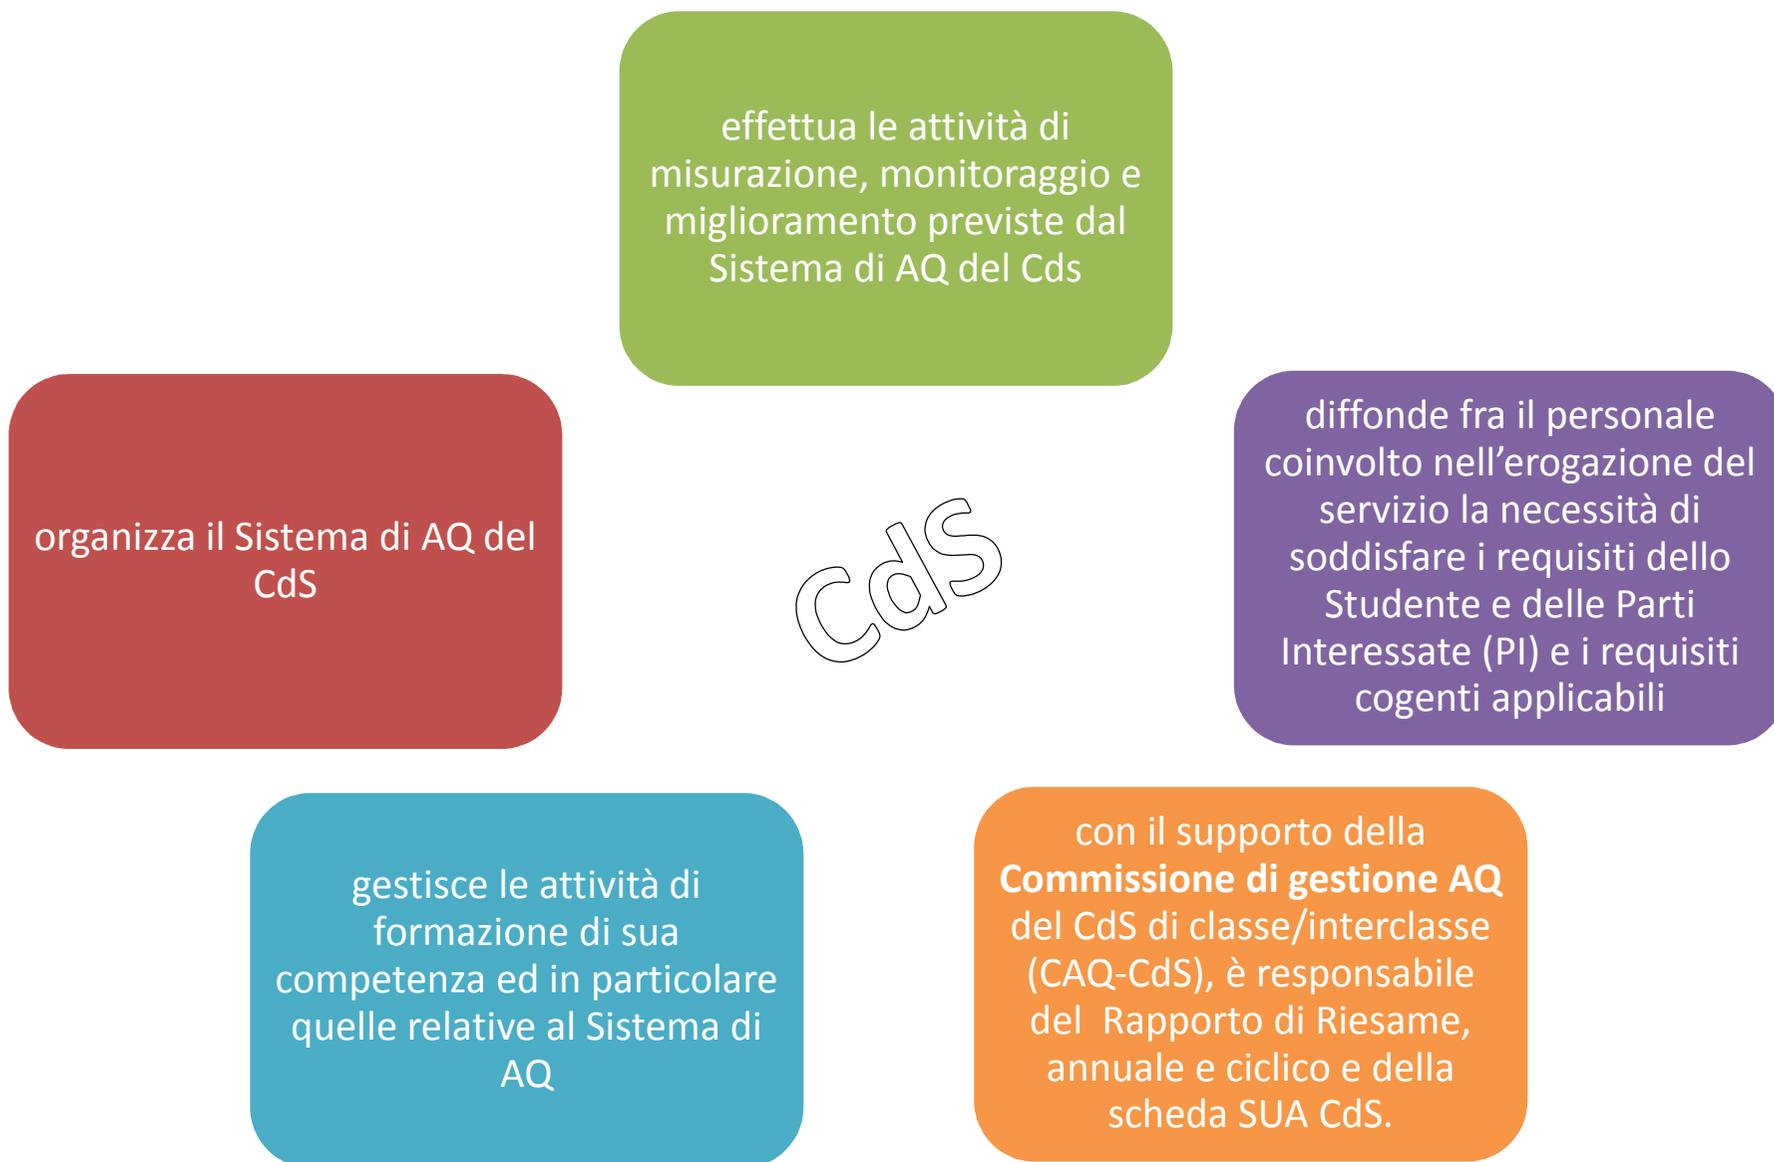 effettua le attività di
misurazione, monitoraggio e
miglioramento previste dal
Sistema di AQ del Cds
organizza il Sistema di AQ del
CdS
CdS
diffonde fra il personale
coinvolto nell’erogazione del
servizio la necessità di
soddisfare i requisiti dello
Studente e delle Parti
Interessate (PI) e i requisiti
cogenti applicabili
gestisce le attività di
formazione di sua
competenza ed in particolare
quelle relative al Sistema di
AQ
con il supporto della
Commissione di gestione AQ
del CdS di classe/interclasse
(CAQ-CdS), è responsabile
del Rapporto di Riesame,
annuale e ciclico e della
scheda SUA CdS.